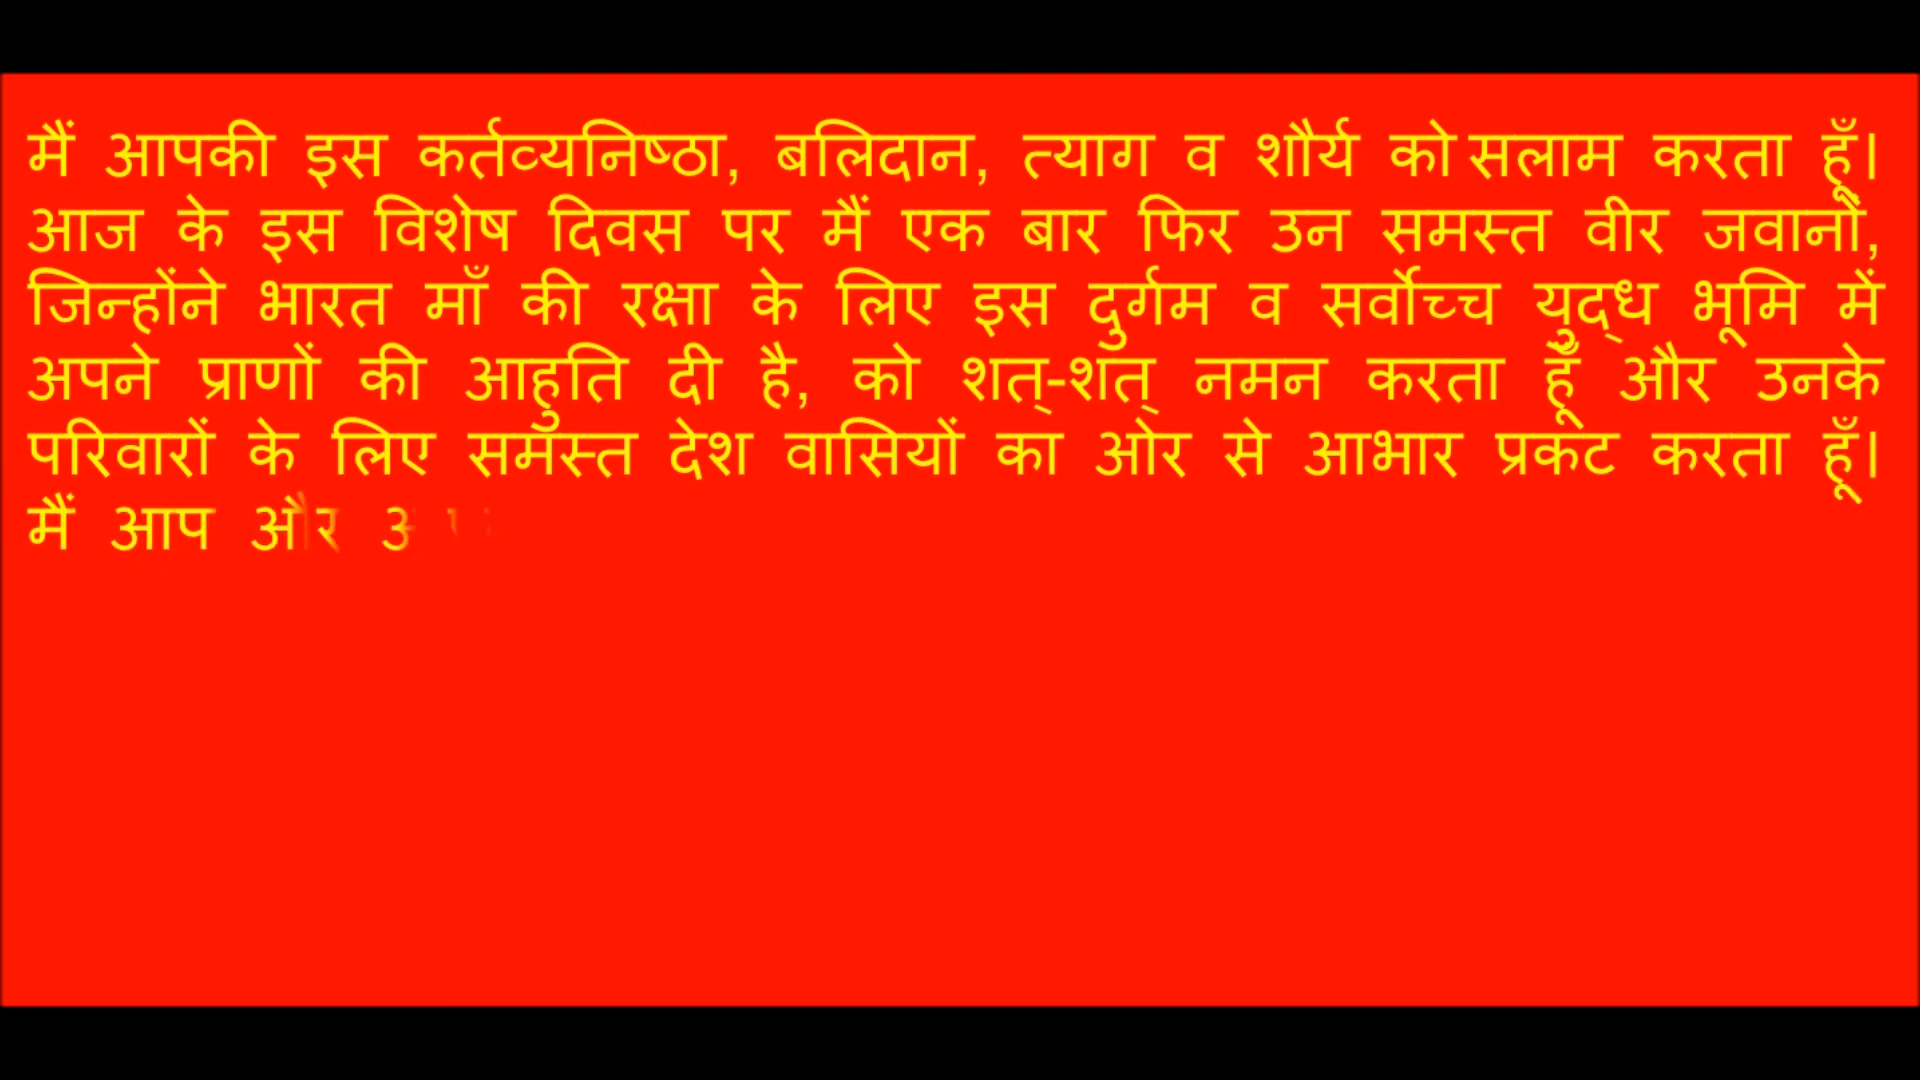 मैं आपकी इस कर्तव्यनिष्ठा, बलिदान, त्याग व शौर्य को सलाम करता हूँ।
आज के इस विशेष दिवस पर मैं एक बार फिर उन समस्त वीर जवानों,
जिन्होंने भारत माँ की रक्षा के लिए इस दुर्गम व सर्वोच्च युद्ध भूमि में
अपने प्राणों की आहुति दी है, को शत्-शत् नमन करता हूँ और उनके
परिवारों के लिए समस्त देश वासियों का ओर से आभार प्रकट करता हूँ।
मैं आप और